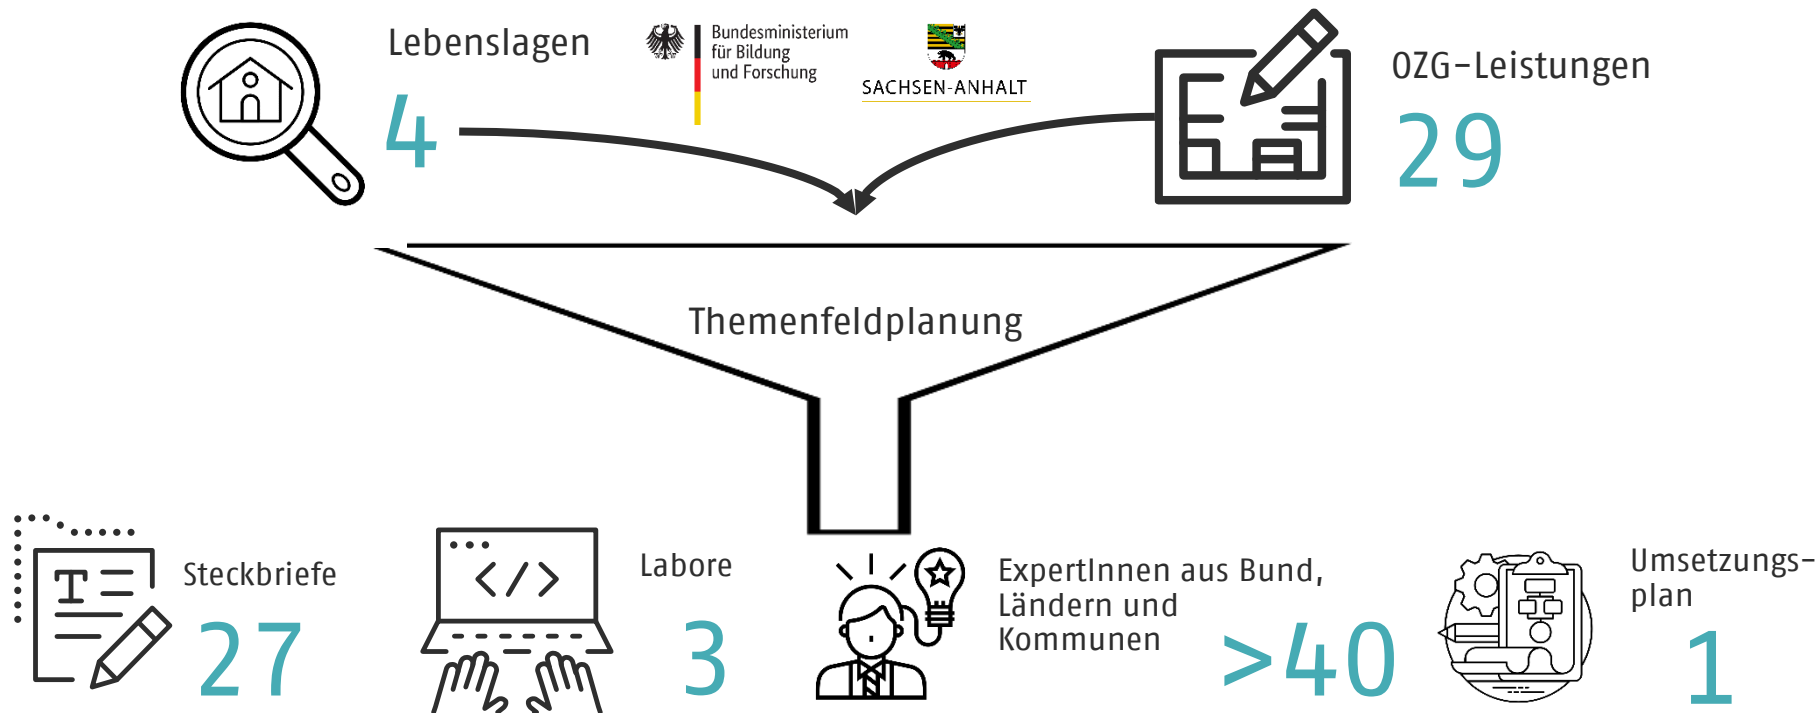 Lebenslagen
4
Bundesministerium
für Bildung
und Forschung
SACHSEN-ANHALT
OZG-Leistungen
29
Themenfeldplanung
T
Steckbriefe
27
</>
Labore
3
ExpertInnen aus Bund,
Ländern und
Kommunen
>40
Umsetzungs-
plan
1